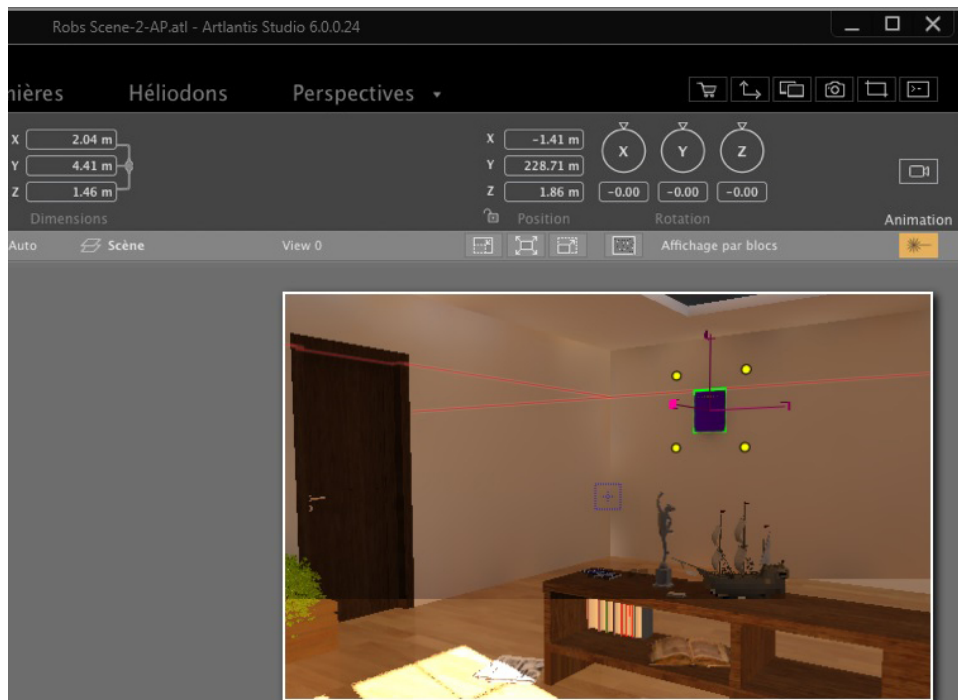 Robs Scene-2-AP.atl - Artlantis Studio 6.0.0.24
Héliodons Perspectives
X 2.04 m X -1.41 m X Y Z
Y 4.41 m Y 228.71 m
Z 1.46 m Z 1.86 m -0.00 -0.00 -0.00
Dimensions Position Rotation Animation
Auto Scène View 0 Affichage par blocs